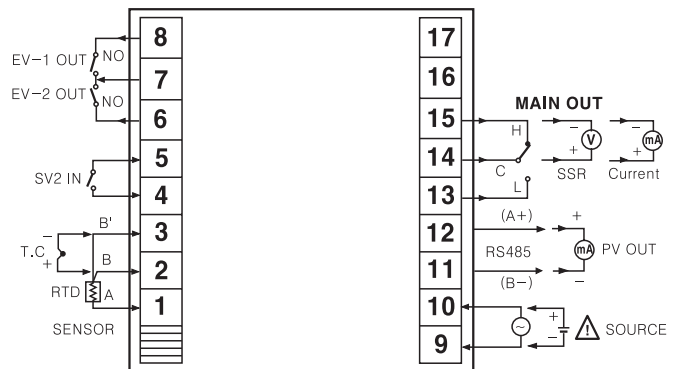 8
EV-1 OUT
NO
7
EV-2 OUT
NO
6
5
SV2 IN
4
B'
3
−
T.C
+
B
2
RTD
A
1
SENSOR
17
16
MAIN OUT
15
H
−
V
−
mA
14
C
+
SSR
+
Current
L
13
(A+)
12
+
RS485
mA
PV OUT
11
(B−)
−
10
+
~
! SOURCE
−
9